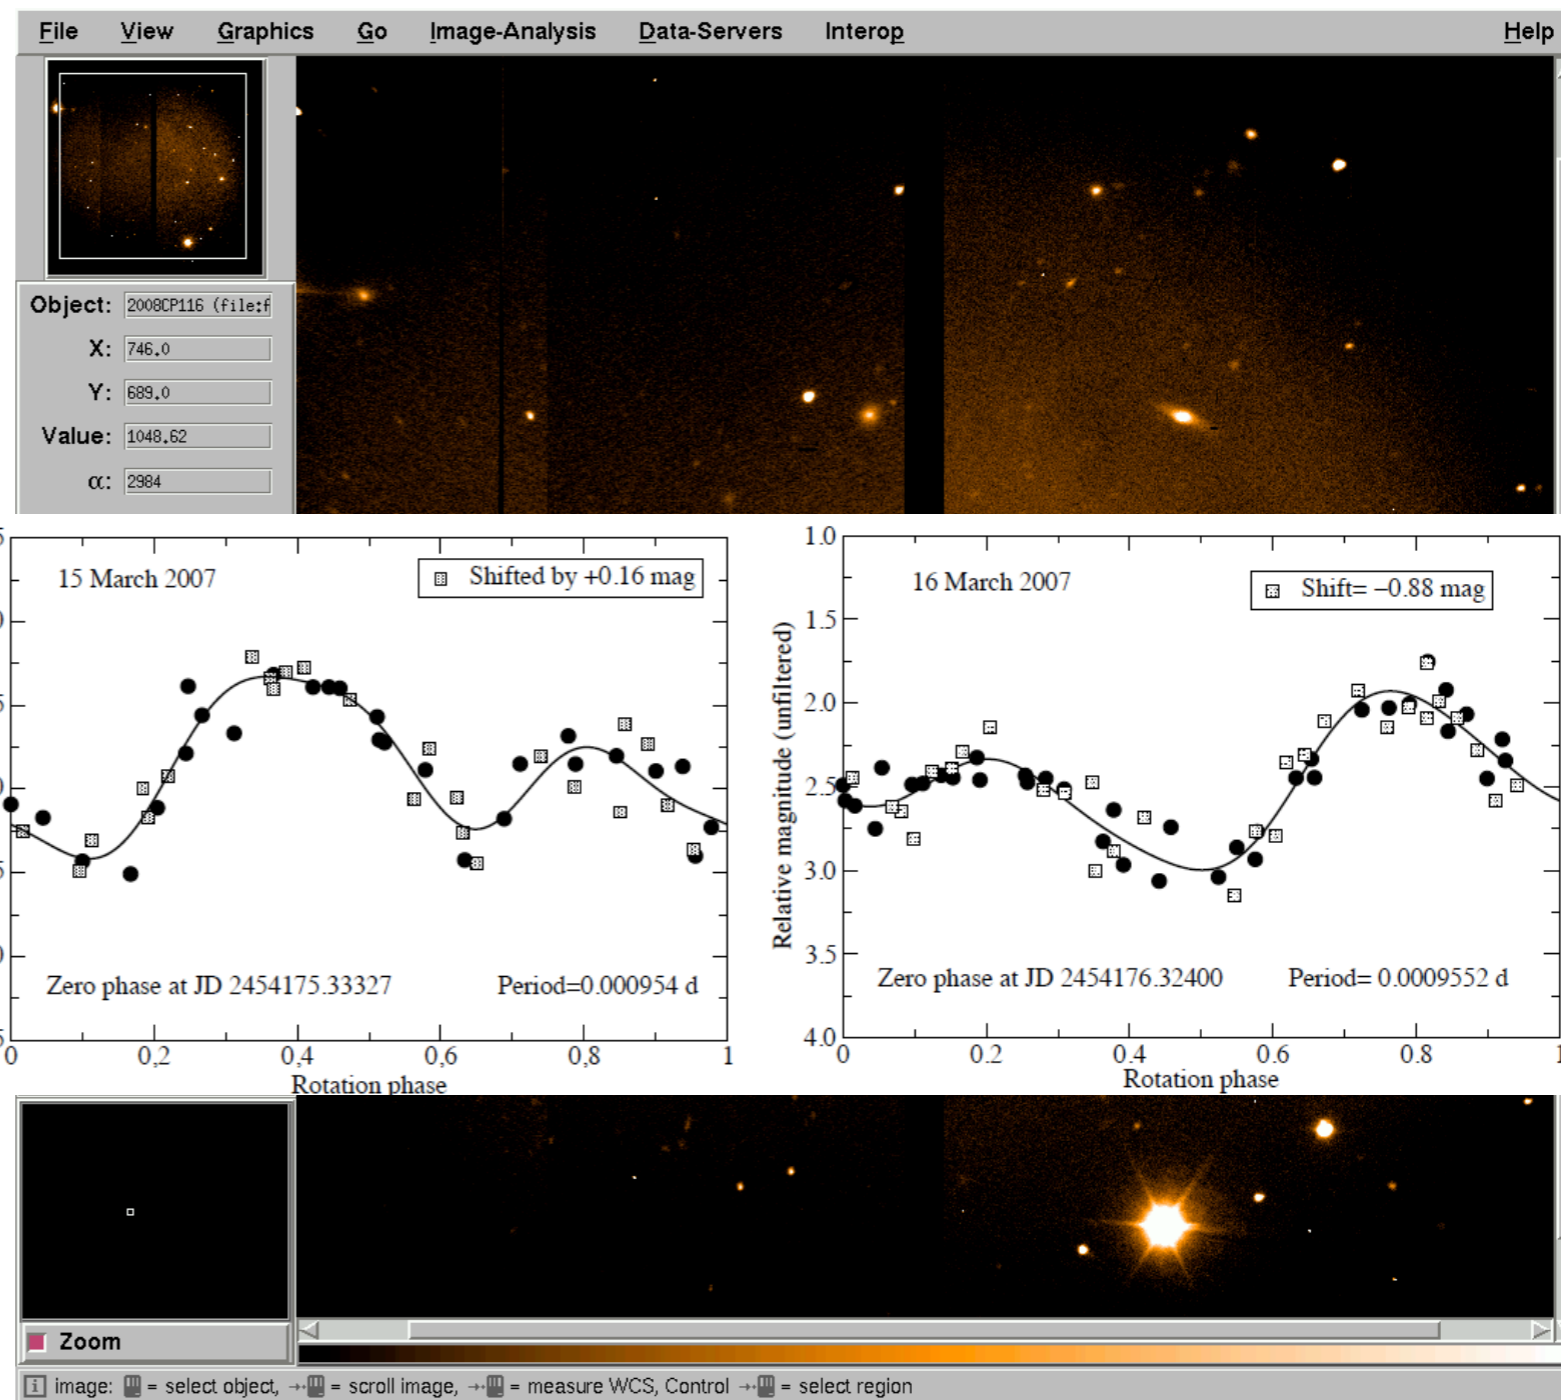 File View Graphics Go Image-Analysis Data-Servers Interop Help
Object: 2008CP116 (file:f
X: 746.0
Y: 689.0
Value: 1048.62
α: 2984
15 March 2007
Shifted by +0.16 mag
Zero phase at JD 2454175.33327
Period=0.000954 d
0 0,2 0,4 0,6 0,8 1
Rotation phase
16 March 2007
Shift= −0.88 mag
Relative magnitude (unfiltered)
1.0
1.5
2.0
2.5
3.0
3.5
4.0
Zero phase at JD 2454176.32400
Period= 0.0009552 d
0 0.2 0.4 0.6 0.8 1
Rotation phase
Zoom
image: = select object, = scroll image, = measure WCS, Control = select region